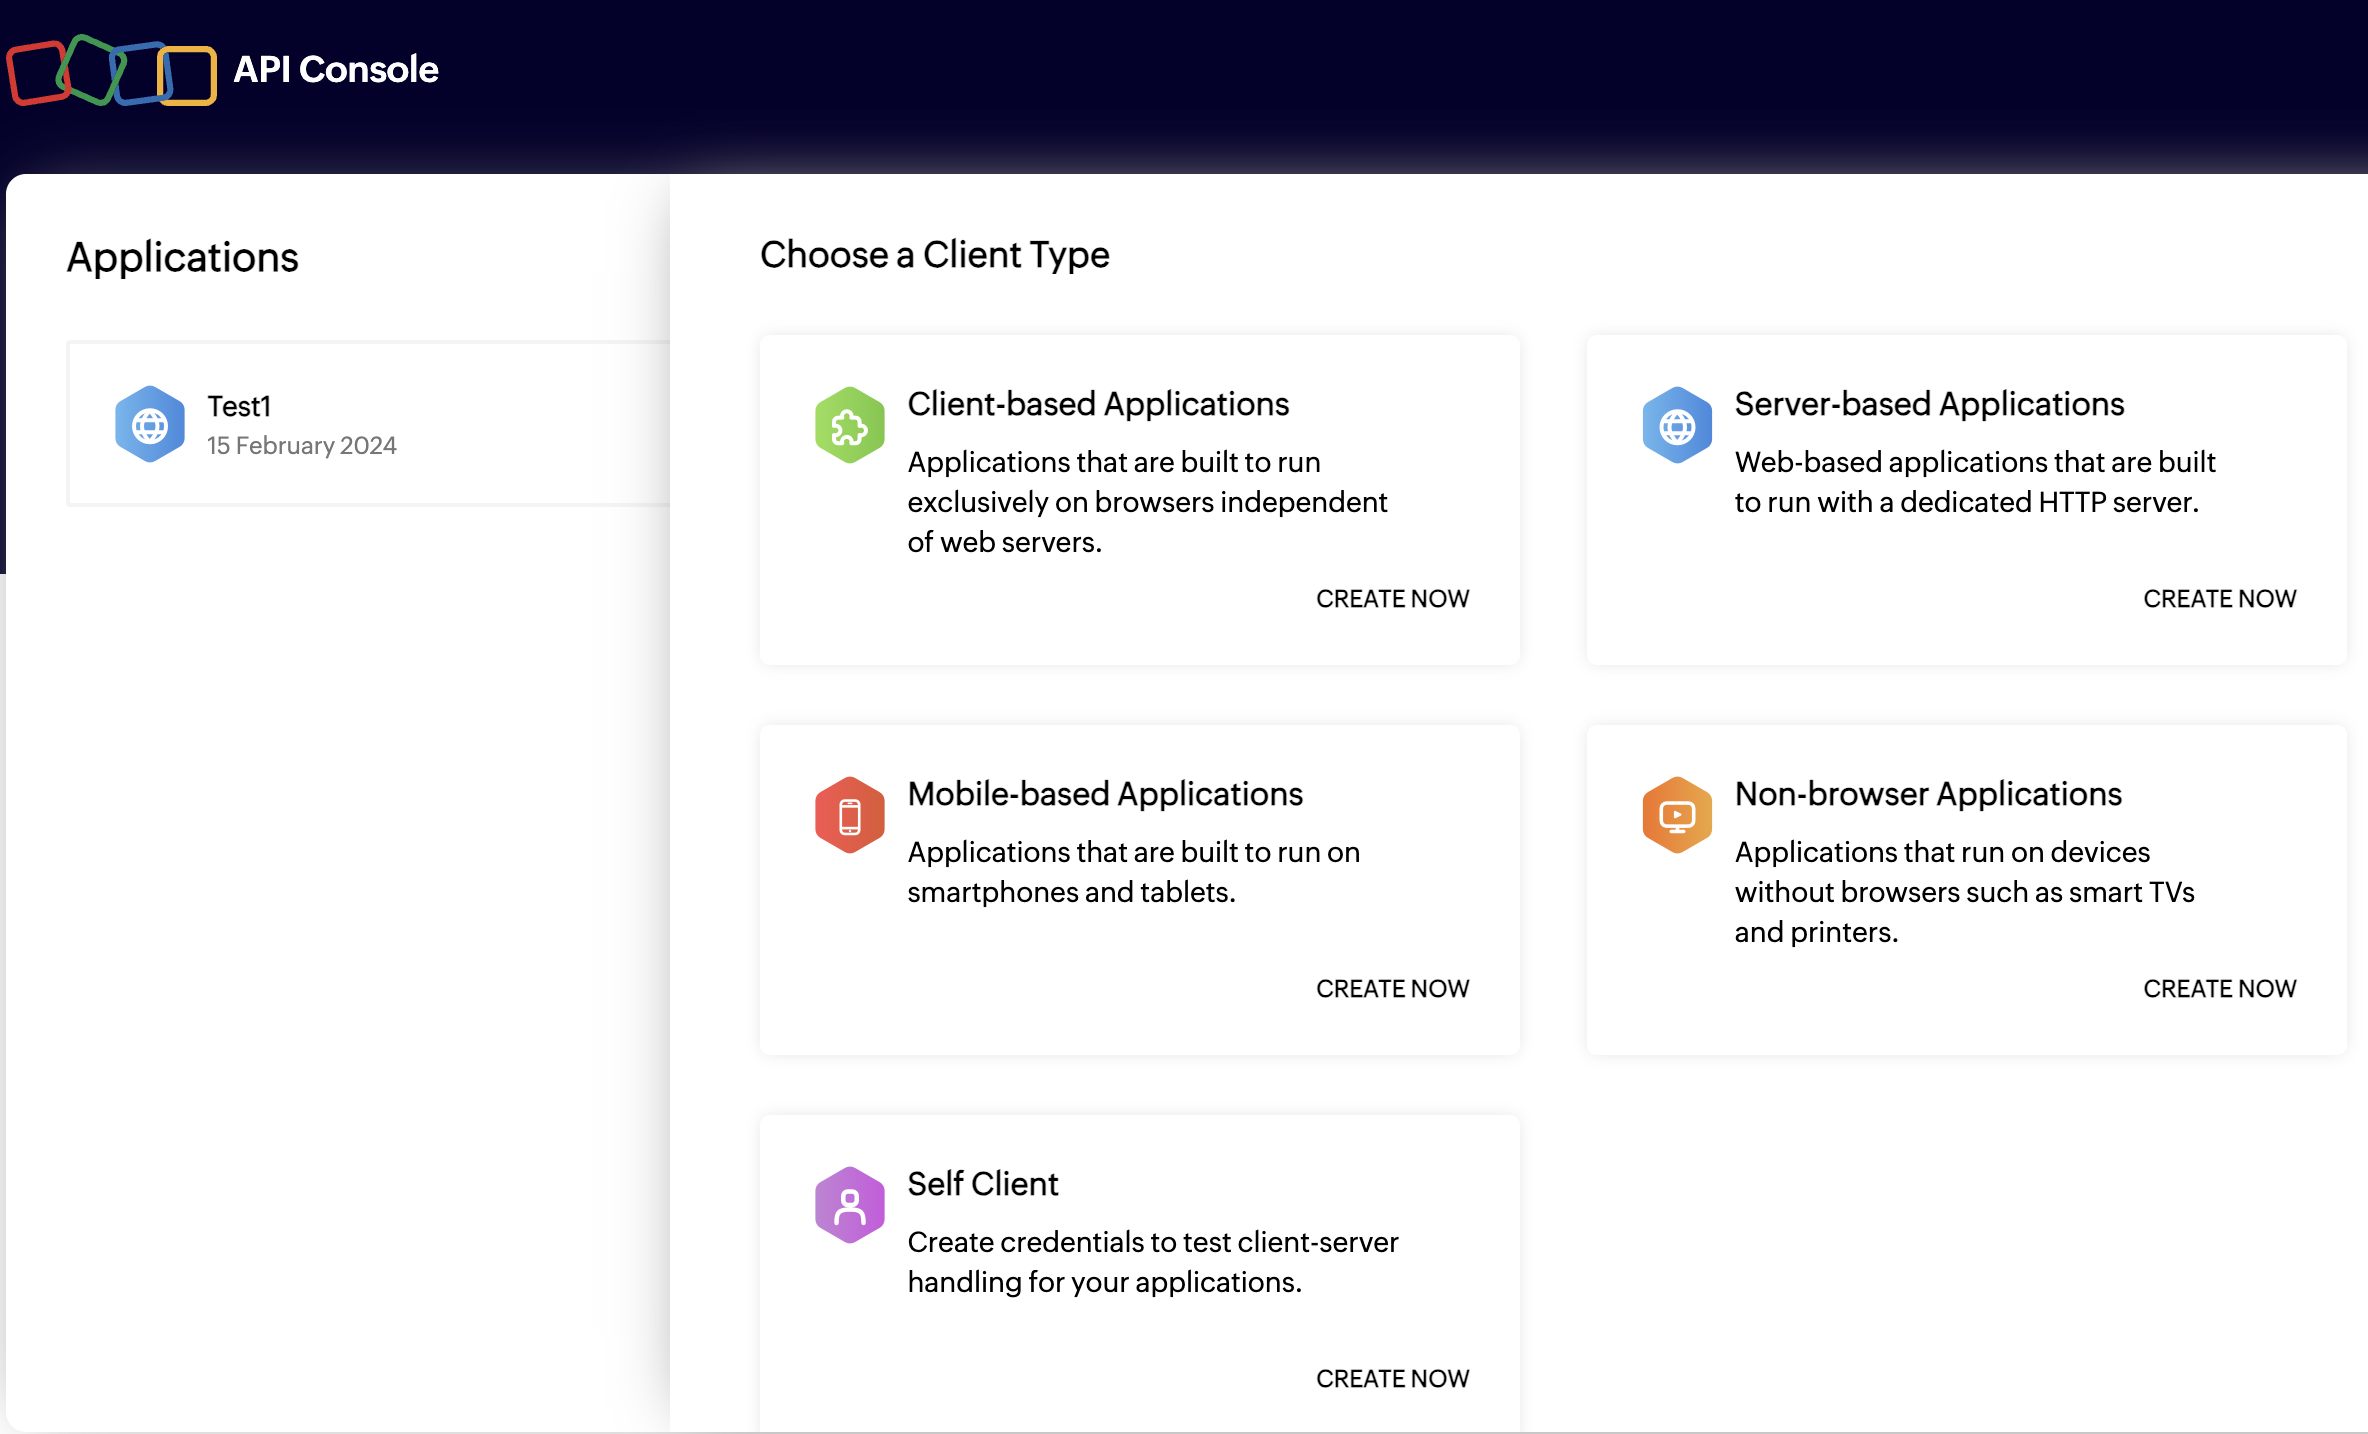 API Console
Applications
Test1
15 February 2024
Choose a Client Type
Client-based Applications
Applications that are built to run
exclusively on browsers independent
of web servers.
CREATE NOW
Server-based Applications
Web-based applications that are built
to run with a dedicated HTTP server.
CREATE NOW
Mobile-based Applications
Applications that are built to run on
smartphones and tablets.
CREATE NOW
Non-browser Applications
Applications that run on devices
without browsers such as smart TVs
and printers.
CREATE NOW
Self Client
Create credentials to test client-server
handling for your applications.
CREATE NOW